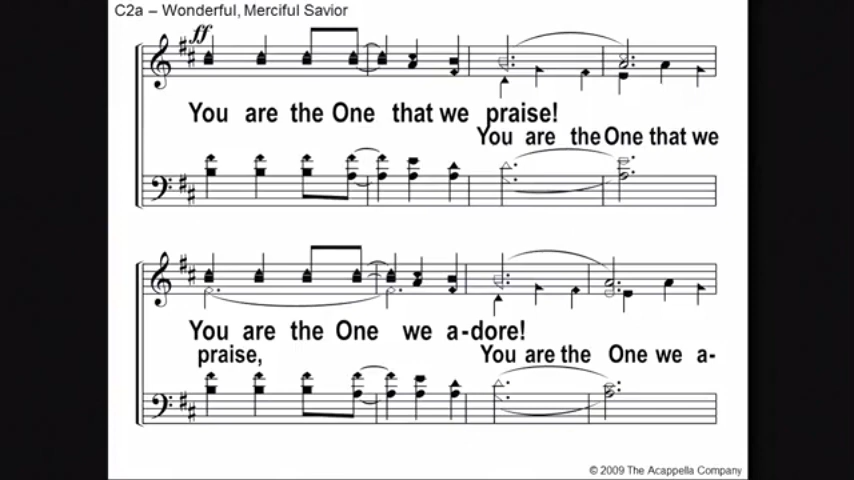 C2a – Wonderful, Merciful Savior
ff
You are the One that we praise!
You are the One that we
You are the One we a-dore!
praise, You are the One we a-
© 2009 The Acappella Company